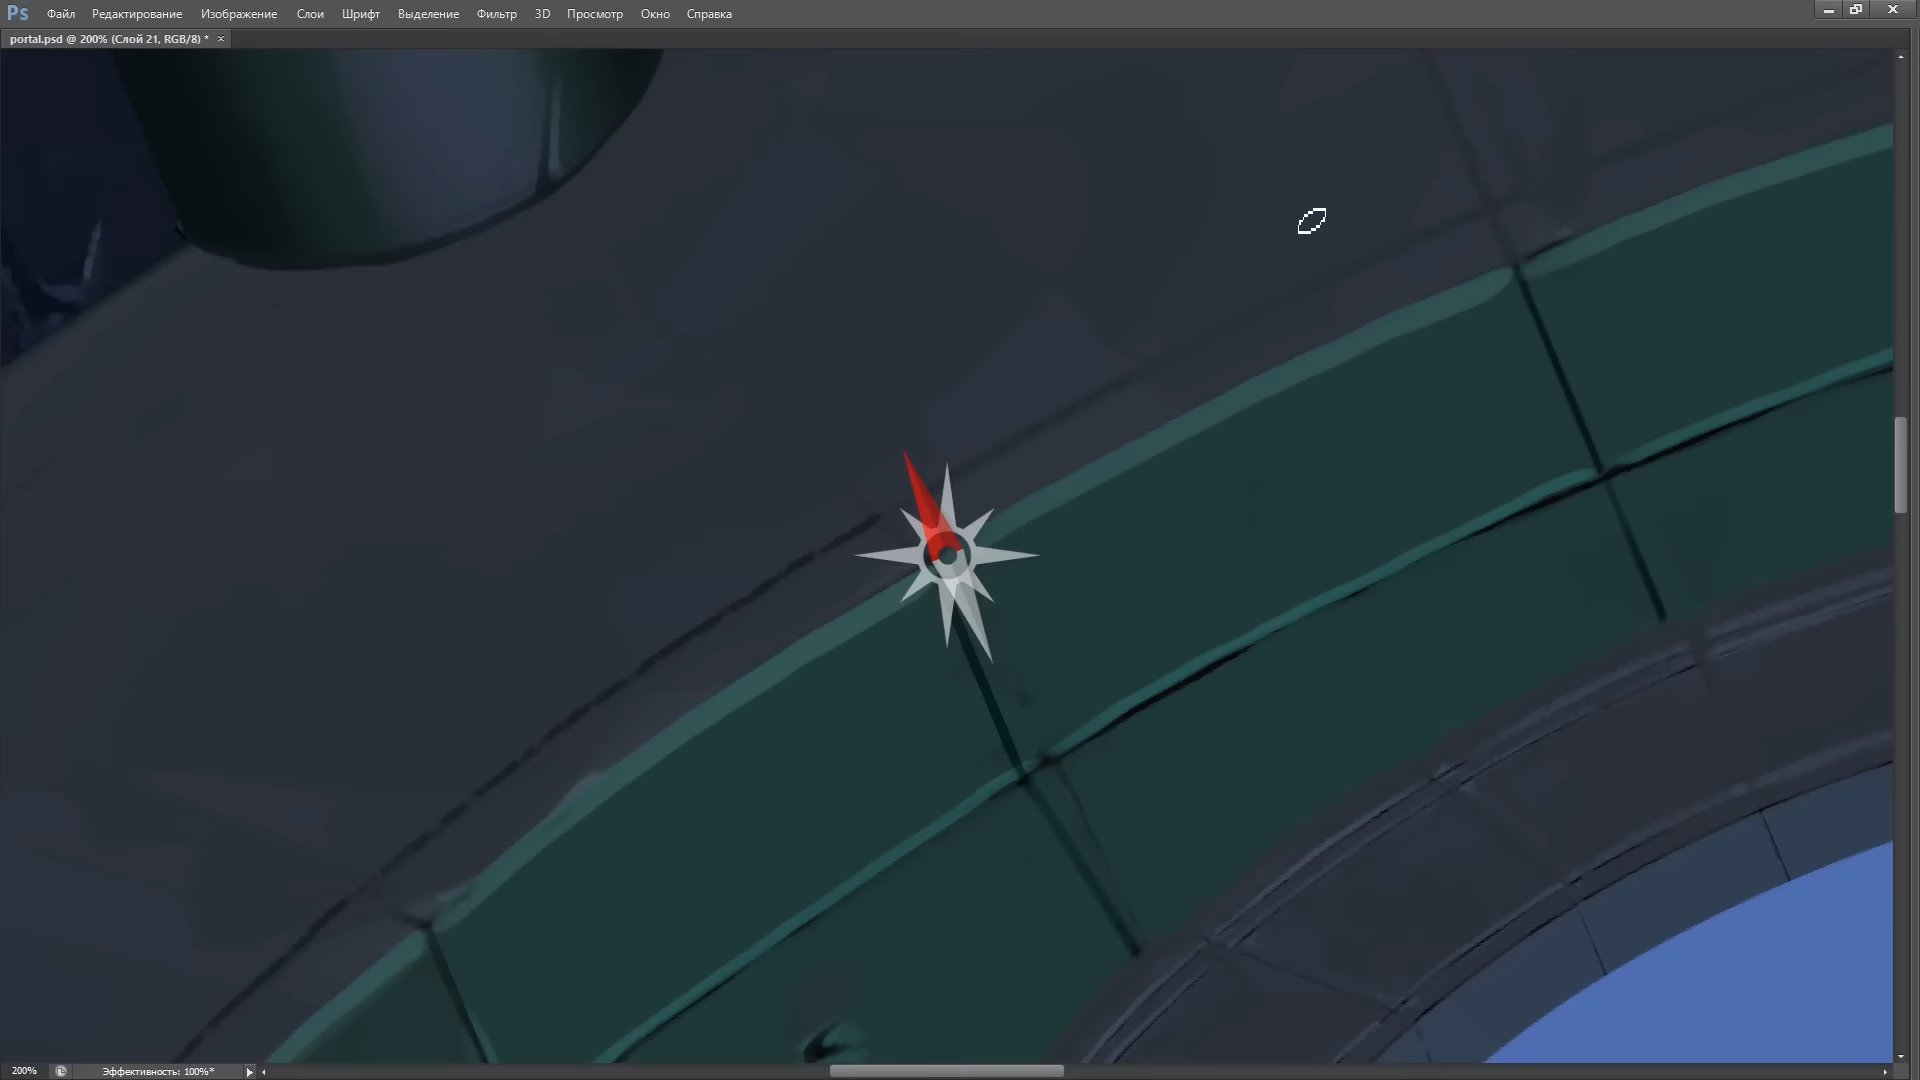 Ps Файл Редактирование Изображение Слои Шрифт Выделение Фильтр 3D Просмотр Окно Справка
portal.psd @ 200% (Слой 21, RGB/8) * ×
200% Эффективность: 100%*